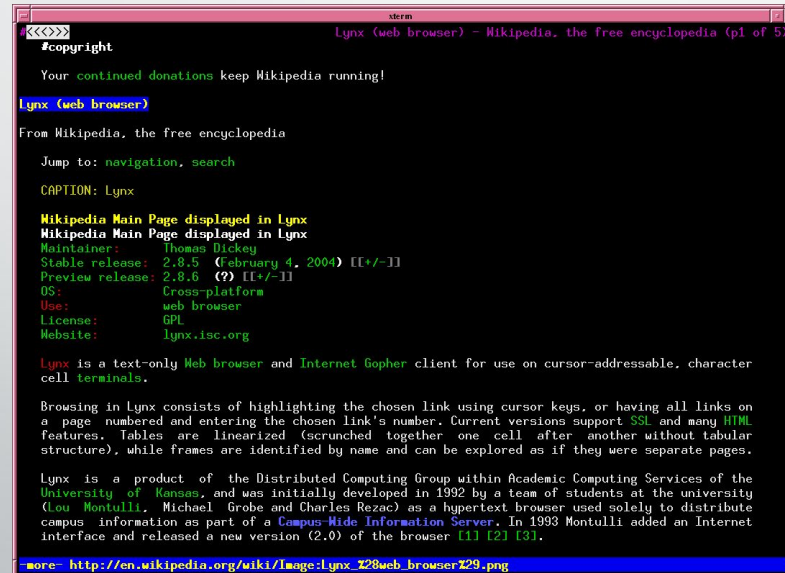 xterm
#<<<>>> Lynx (web browser) - Wikipedia, the free encyclopedia (p1 of 5)
#copyright
Your continued donations keep Wikipedia running!
Lynx (web browser)
From Wikipedia, the free encyclopedia
Jump to: navigation, search
CAPTION: Lynx
Wikipedia Main Page displayed in Lynx
Wikipedia Main Page displayed in Lynx
Maintainer: Thomas Dickey
Stable release: 2.8.5 (February 4, 2004) [[+/-]]
Preview release: 2.8.6 (?) [[+/-]]
OS: Cross-platform
Use: web browser
License: GPL
Website: lynx.isc.org
Lynx is a text-only Web browser and Internet Gopher client for use on cursor-addressable, character
cell terminals.
Browsing in Lynx consists of highlighting the chosen link using cursor keys, or having all links on
a page numbered and entering the chosen link's number. Current versions support SSL and many HTML
features. Tables are linearized (scrunched together one cell after another without tabular
structure), while frames are identified by name and can be explored as if they were separate pages.
Lynx is a product of the Distributed Computing Group within Academic Computing Services of the
University of Kansas, and was initially developed in 1992 by a team of students at the university
(Lou Montulli, Michael Grobe and Charles Rezac) as a hypertext browser used solely to distribute
campus information as part of a Campus-Wide Information Server. In 1993 Montulli added an Internet
interface and released a new version (2.0) of the browser [1] [2] [3].
-more- http://en.wikipedia.org/wiki/Image:Lynx_%28web_browser%29.png